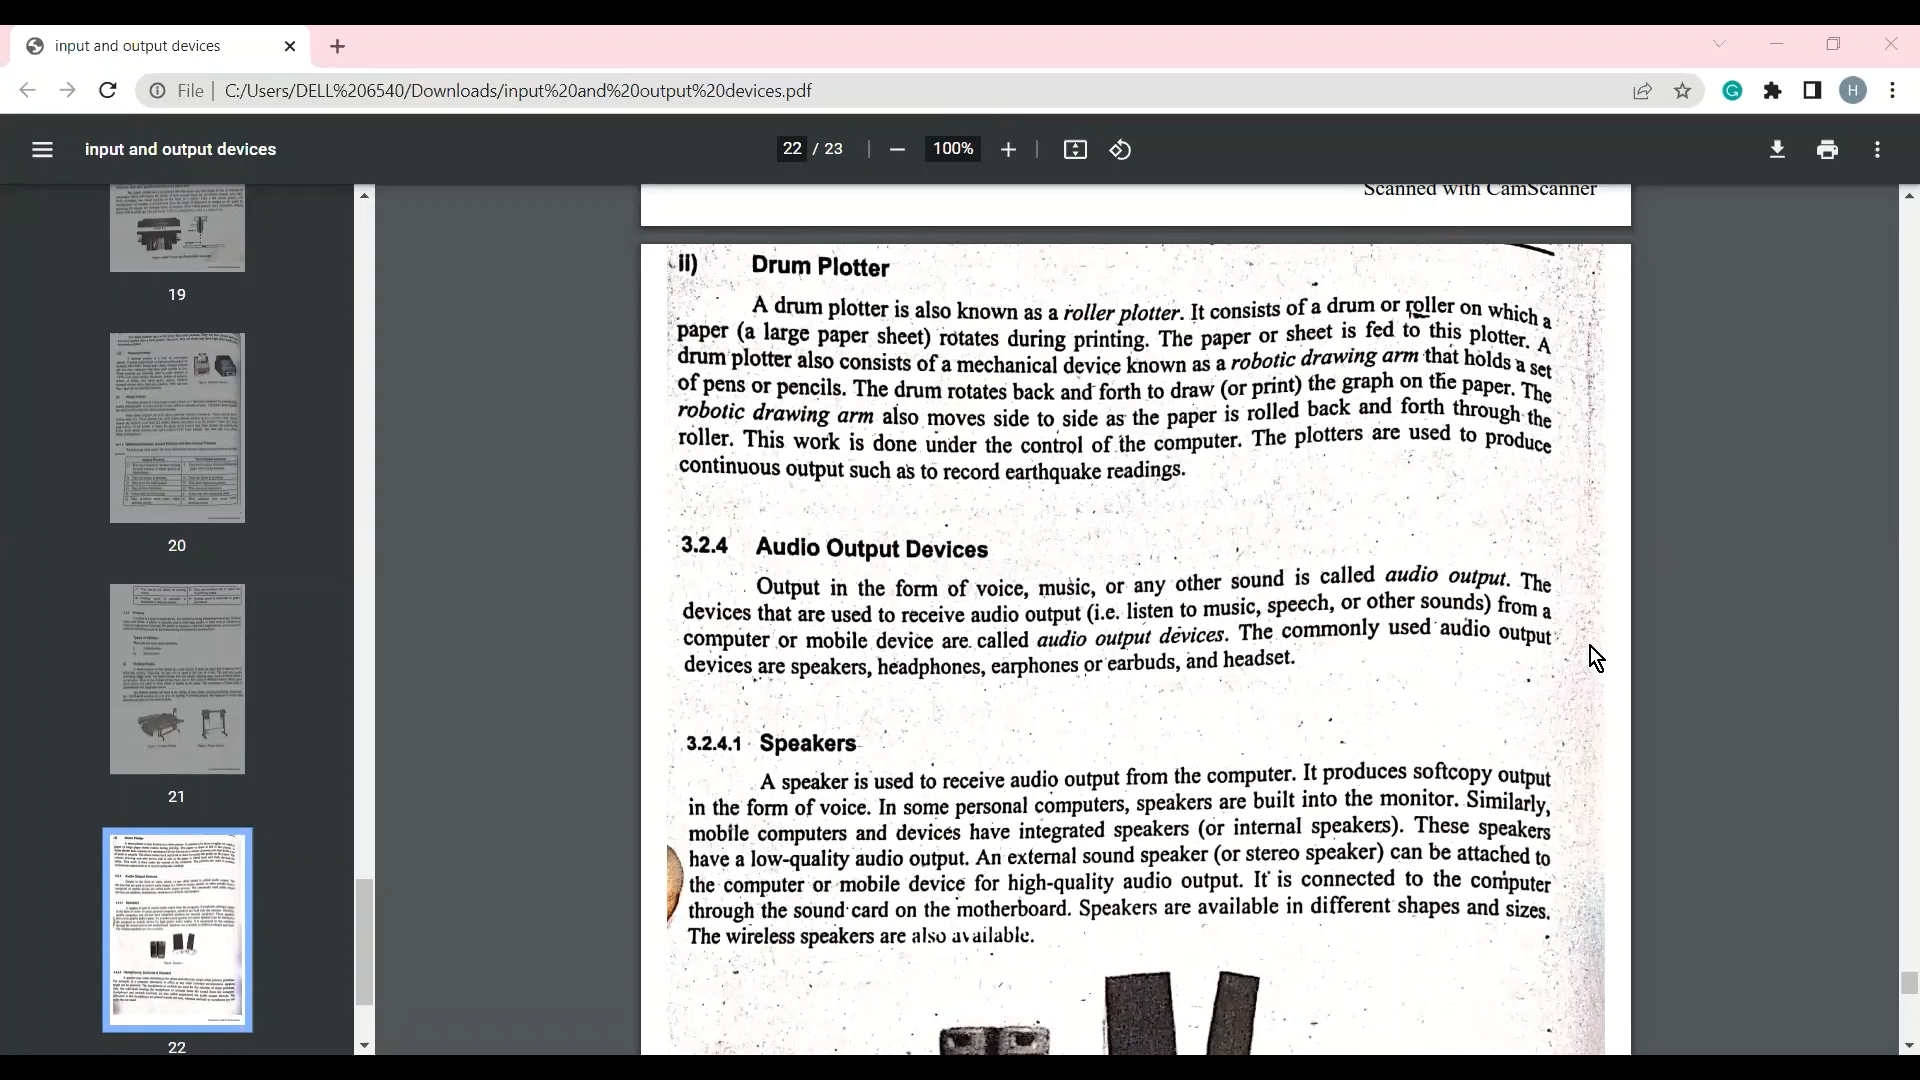 input and output devices
File
C:/Users/DELL%206540/Downloads/input%20and%20output%20devices.pdf
H
input and output devices
22 / 23
100%
19
20
21
22
Scanned with CamScanner
ii) Drum Plotter
A drum plotter is also known as a roller plotter. It consists of a drum or roller on which a
paper (a large paper sheet) rotates during printing. The paper or sheet is fed to this plotter. A
drum plotter also consists of a mechanical device known as a robotic drawing arm that holds a set
of pens or pencils. The drum rotates back and forth to draw (or print) the graph on the paper. The
robotic drawing arm also moves side to side as the paper is rolled back and forth through the
roller. This work is done under the control of the computer. The plotters are used to produce
continuous output such as to record earthquake readings.
3.2.4 Audio Output Devices
Output in the form of voice, music, or any other sound is called audio output. The
devices that are used to receive audio output (i.e. listen to music, speech, or other sounds) from a
computer or mobile device are called audio output devices. The commonly used audio output
devices are speakers, headphones, earphones or earbuds, and headset.
3.2.4.1 Speakers
A speaker is used to receive audio output from the computer. It produces softcopy output
in the form of voice. In some personal computers, speakers are built into the monitor. Similarly,
mobile computers and devices have integrated speakers (or internal speakers). These speakers
have a low-quality audio output. An external sound speaker (or stereo speaker) can be attached to
the computer or mobile device for high-quality audio output. It is connected to the computer
through the sound card on the motherboard. Speakers are available in different shapes and sizes.
The wireless speakers are also available.